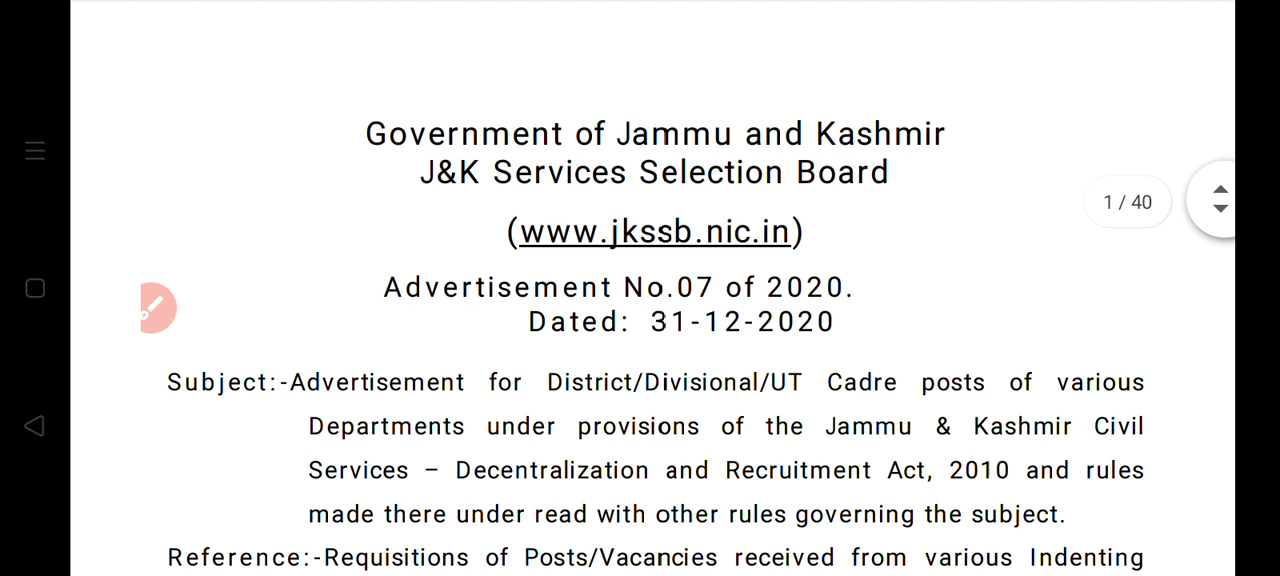 Government of Jammu and Kashmir
J&K Services Selection Board
(www.jkssb.nic.in)
1 / 40
Advertisement No.07 of 2020.
Dated: 31-12-2020
Subject:-Advertisement for District/Divisional/UT Cadre posts of various
Departments under provisions of the Jammu & Kashmir Civil
Services – Decentralization and Recruitment Act, 2010 and rules
made there under read with other rules governing the subject.
Reference:-Requisitions of Posts/Vacancies received from various Indenting